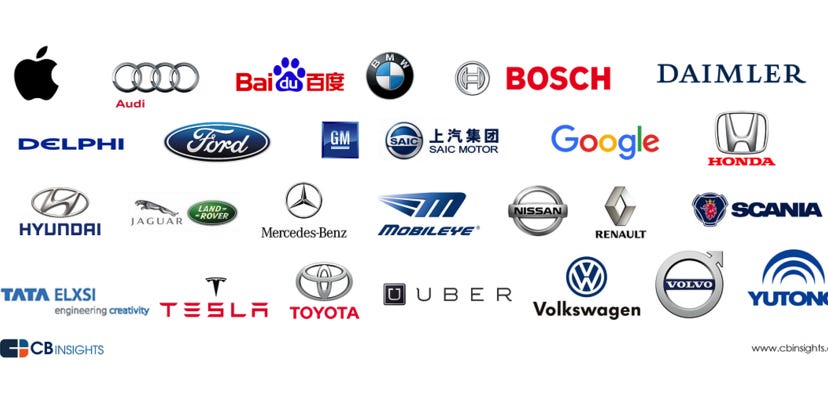 Audi
Bai du 百度
BMW
BOSCH
DAIMLER
DELPHI
Ford
GM
SAIC 上汽集团
SAIC MOTOR
Google
HONDA
HYUNDAI
JAGUAR
LAND-
ROVER
Mercedes-Benz
MOBILEYE®
NISSAN
RENAULT
SCANIA
TATA ELXSI
engineering creativity
TESLA
TOYOTA
U UBER
Volkswagen
VOLVO
YUTONG
CBINSIGHTS
www.cbinsights.c